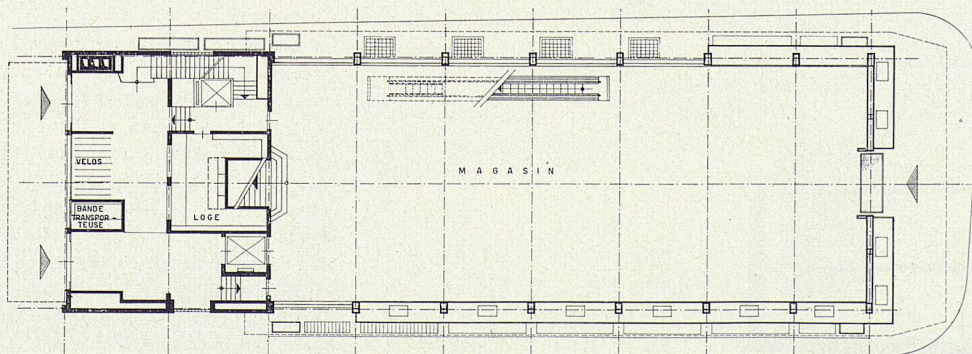 MAGASIN
VELOS
BANDE
TRANSPOR-
TEUSE
LOGE